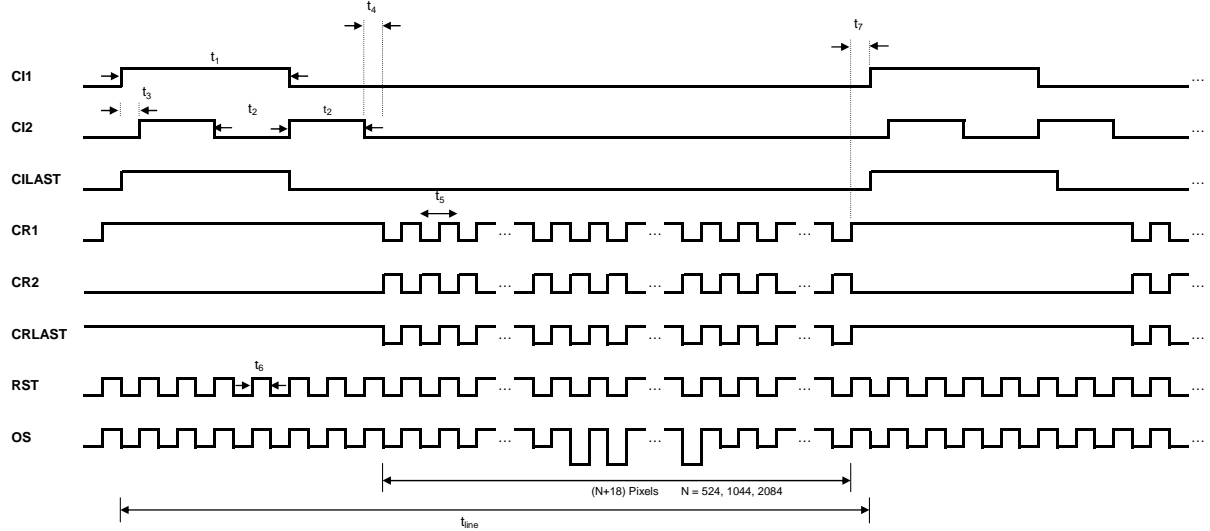 t4
t7
t1
CI1
...
t3
t2
t2
CI2
...
CILAST
...
t5
CR1
...
...
...
...
CR2
...
...
...
...
CRLAST
...
...
...
...
t6
RST
...
...
...
...
OS
...
...
...
...
(N+18) Pixels N = 524, 1044, 2084
tline